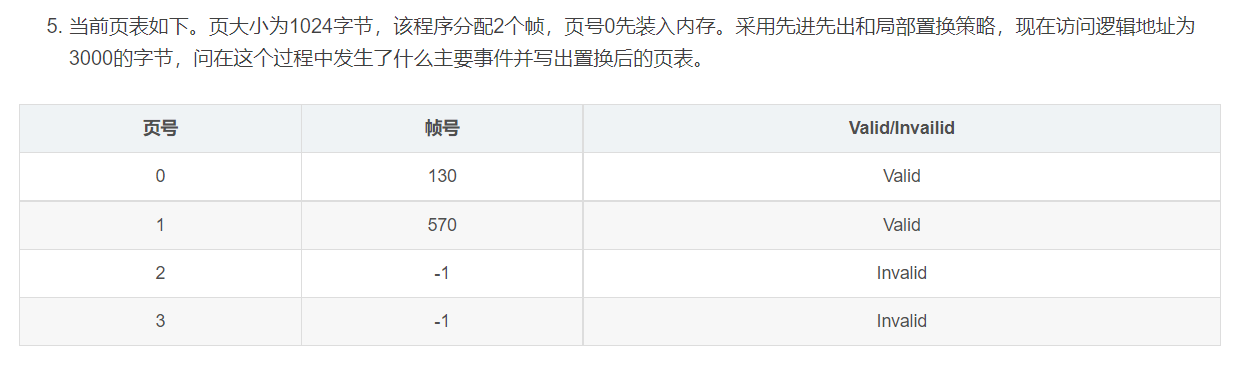 5. 当前页表如下。页大小为1024字节，该程序分配2个帧，页号0先装入内存。采用先进先出和局部置换策略，现在访问逻辑地址为
3000的字节，问在这个过程中发生了什么主要事件并写出置换后的页表。
页号 帧号 Valid/Invailid
0 130 Valid
1 570 Valid
2 -1 Invalid
3 -1 Invalid